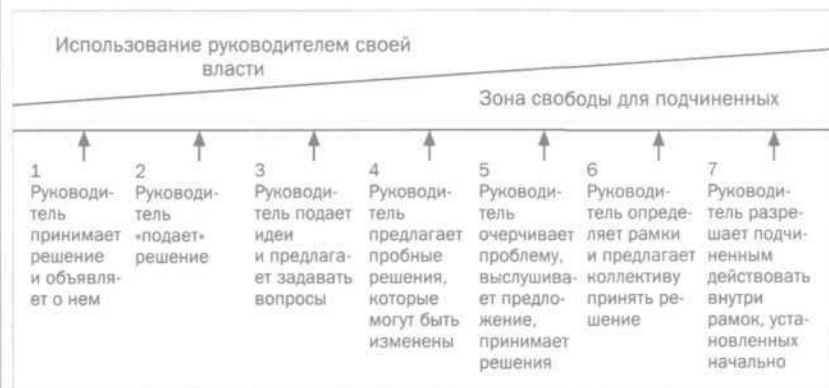 Использование руководителем своей
власти
Зона свободы для подчиненных
1
Руководи-
тель
принимает
решение
и объявля-
ет о нем
2
Руководи-
тель
«подает»
решение
3
Руководи-
тель подает
идеи
и предлага-
ет задавать
вопросы
4
Руководи-
тель
предлагает
пробные
решения,
которые
могут быть
изменены
5
Руководи-
тель
очерчивает
проблему,
выслушива-
ет предло-
жение,
принимает
решения
6
Руководи-
тель опреде-
ляет рамки
и предлагает
коллективу
принять ре-
шение
7
Руководи-
тель разре-
шает подчи-
ненным
действовать
внутри
рамок, уста-
новленных
начально